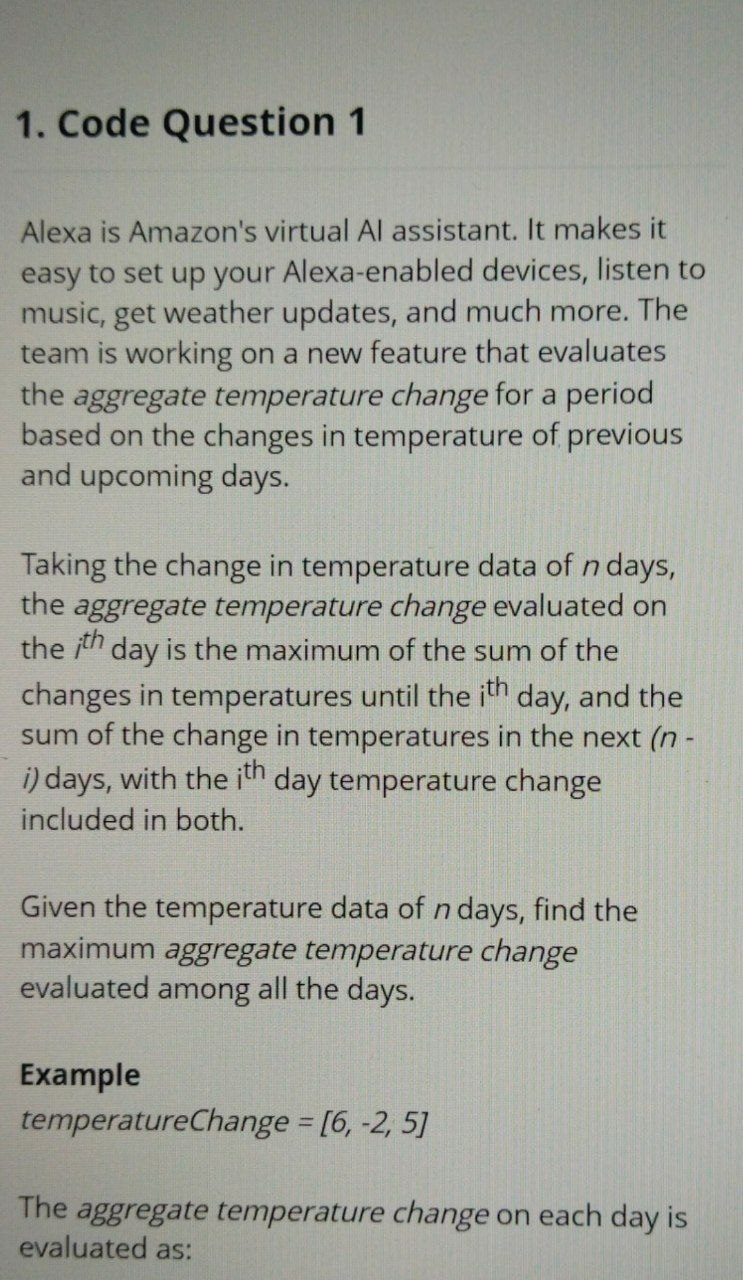 1. Code Question 1
Alexa is Amazon's virtual AI assistant. It makes it
easy to set up your Alexa-enabled devices, listen to
music, get weather updates, and much more. The
team is working on a new feature that evaluates
the aggregate temperature change for a period
based on the changes in temperature of previous
and upcoming days.
Taking the change in temperature data of n days,
the aggregate temperature change evaluated on
the ith day is the maximum of the sum of the
changes in temperatures until the ith day, and the
sum of the change in temperatures in the next (n -
i) days, with the ith day temperature change
included in both.
Given the temperature data of n days, find the
maximum aggregate temperature change
evaluated among all the days.
Example
temperatureChange = [6, -2, 5]
The aggregate temperature change on each day is
evaluated as: